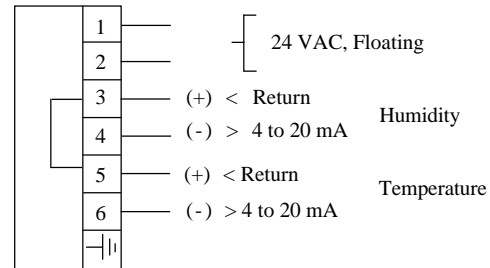 1
24 VAC, Floating
2
3 (+) < Return
Humidity
4 (-) > 4 to 20 mA
5 (+) < Return
Temperature
6 (-) > 4 to 20 mA